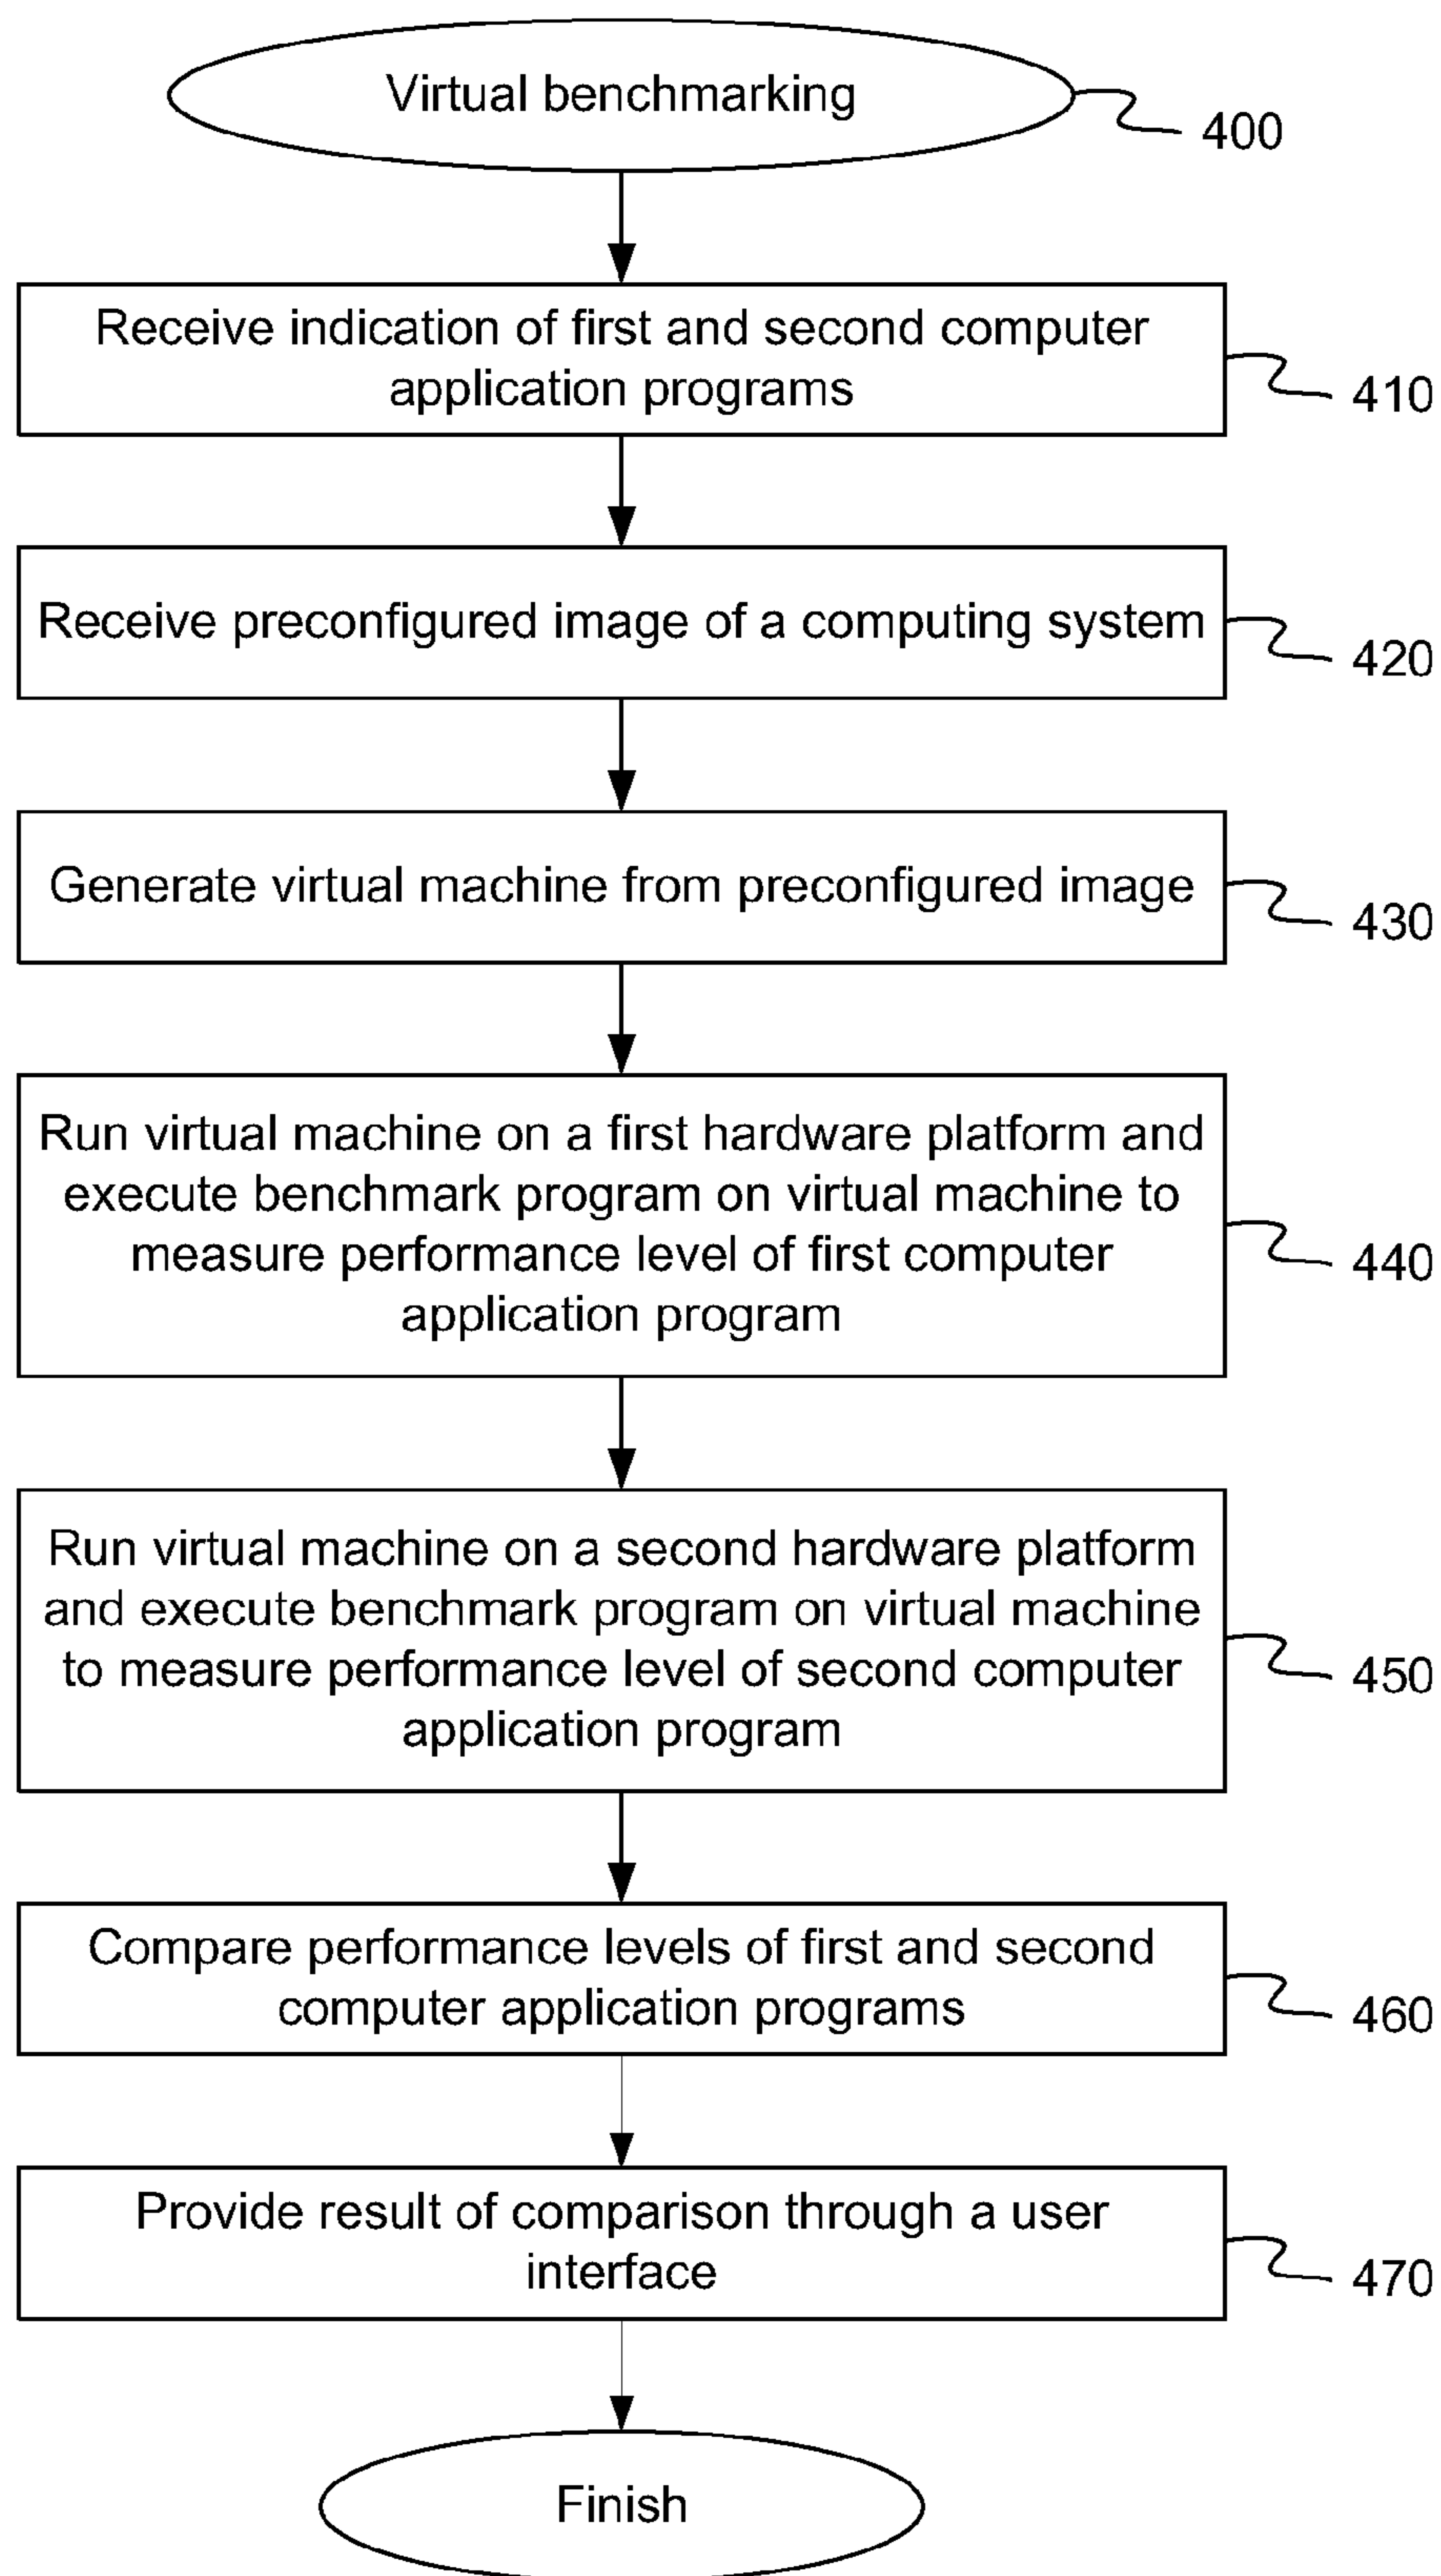 Virtual benchmarking
400
Receive indication of first and second computer
application programs
410
Receive preconfigured image of a computing system
420
Generate virtual machine from preconfigured image
430
Run virtual machine on a first hardware platform and
execute benchmark program on virtual machine to
measure performance level of first computer
application program
440
Run virtual machine on a second hardware platform
and execute benchmark program on virtual machine
to measure performance level of second computer
application program
450
Compare performance levels of first and second
computer application programs
460
Provide result of comparison through a user
interface
470
Finish